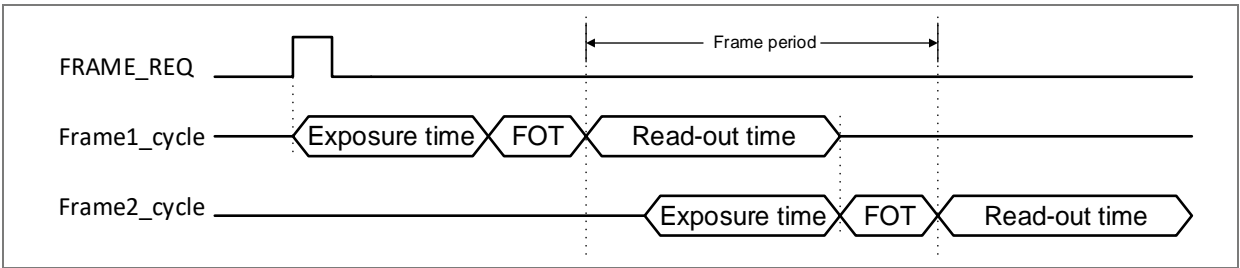 Frame period
FRAME_REQ
Frame1_cycle Exposure time FOT Read-out time
Frame2_cycle Exposure time FOT Read-out time